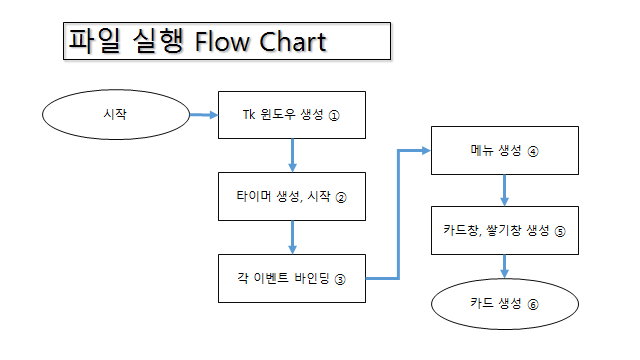 파일 실행 Flow Chart
시작
Tk 윈도우 생성 ①
타이머 생성, 시작 ②
각 이벤트 바인딩 ③
메뉴 생성 ④
카드창, 쌓기창 생성 ⑤
카드 생성 ⑥